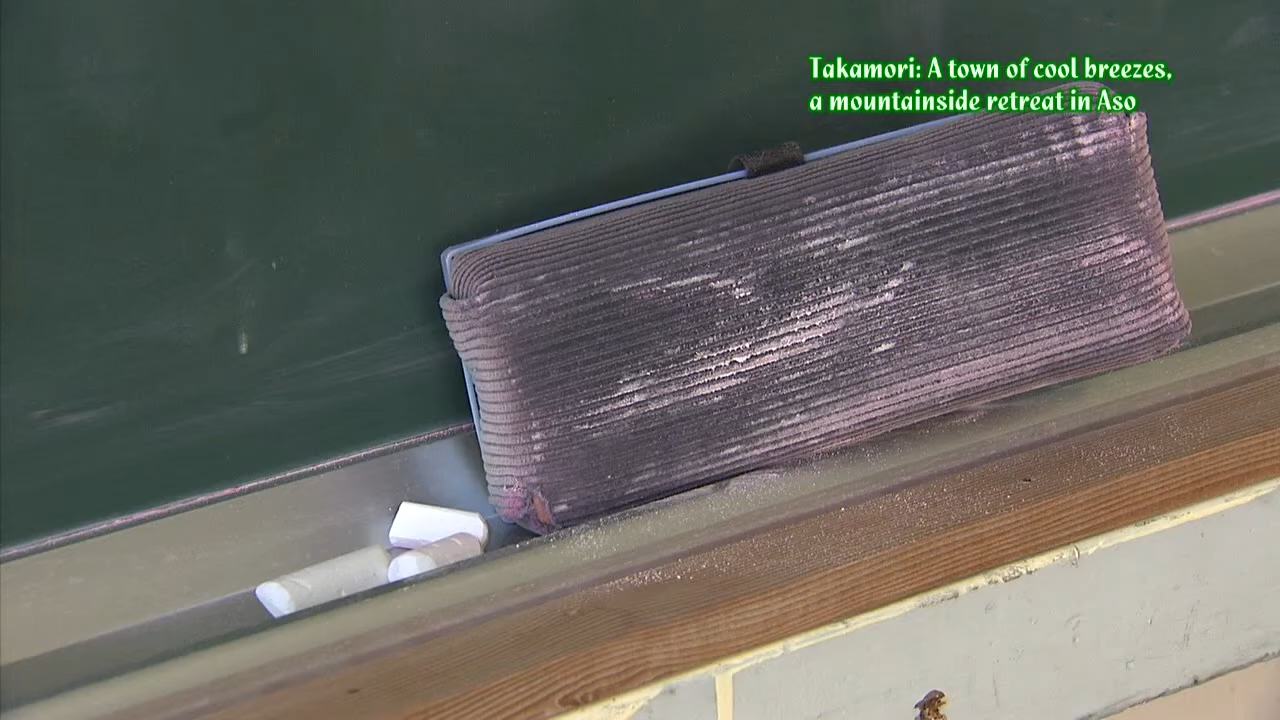 Takamori: A town of cool breezes,
a mountainside retreat in Aso